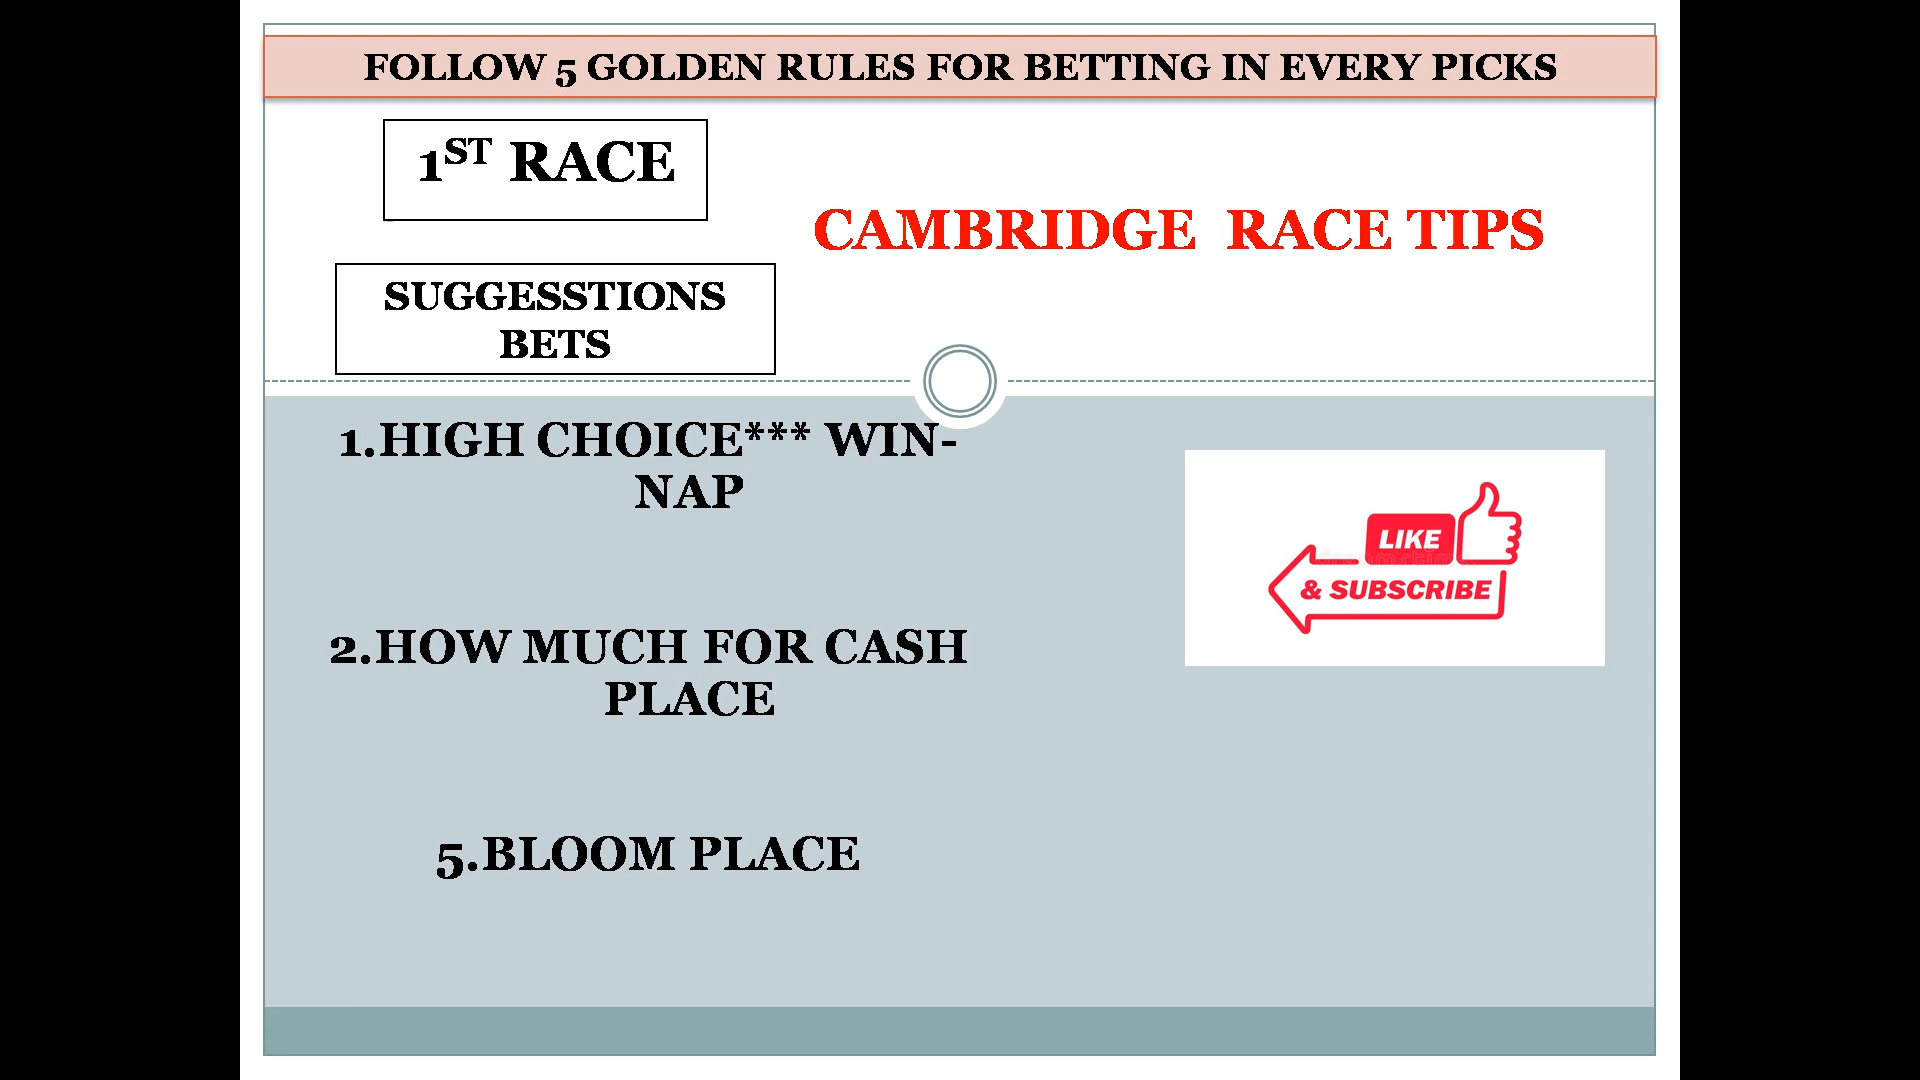 FOLLOW 5 GOLDEN RULES FOR BETTING IN EVERY PICKS
1ST RACE
CAMBRIDGE RACE TIPS
SUGGESSTIONS
BETS
1.HIGH CHOICE*** WIN-
NAP
2.HOW MUCH FOR CASH
PLACE
5.BLOOM PLACE
LIKE
& SUBSCRIBE